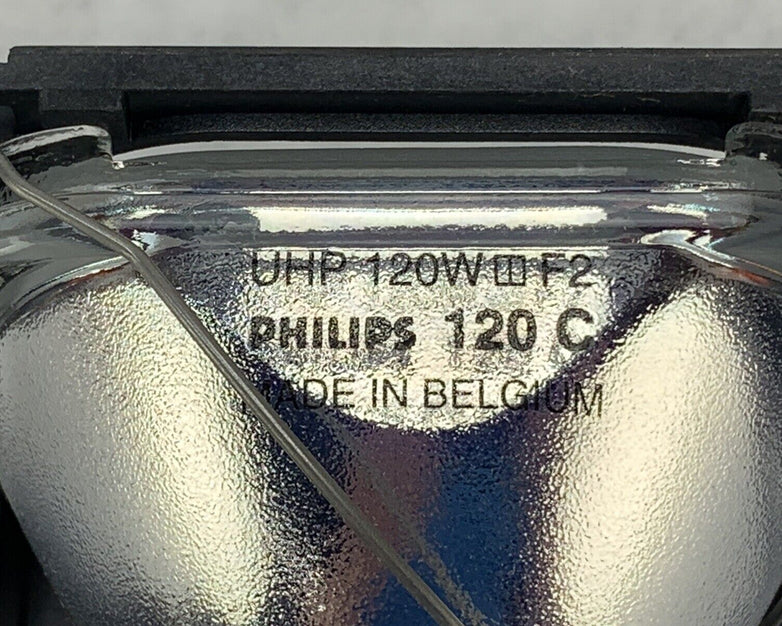 UHP 120W F2
PHILIPS 120 C
MADE IN BELGIUM